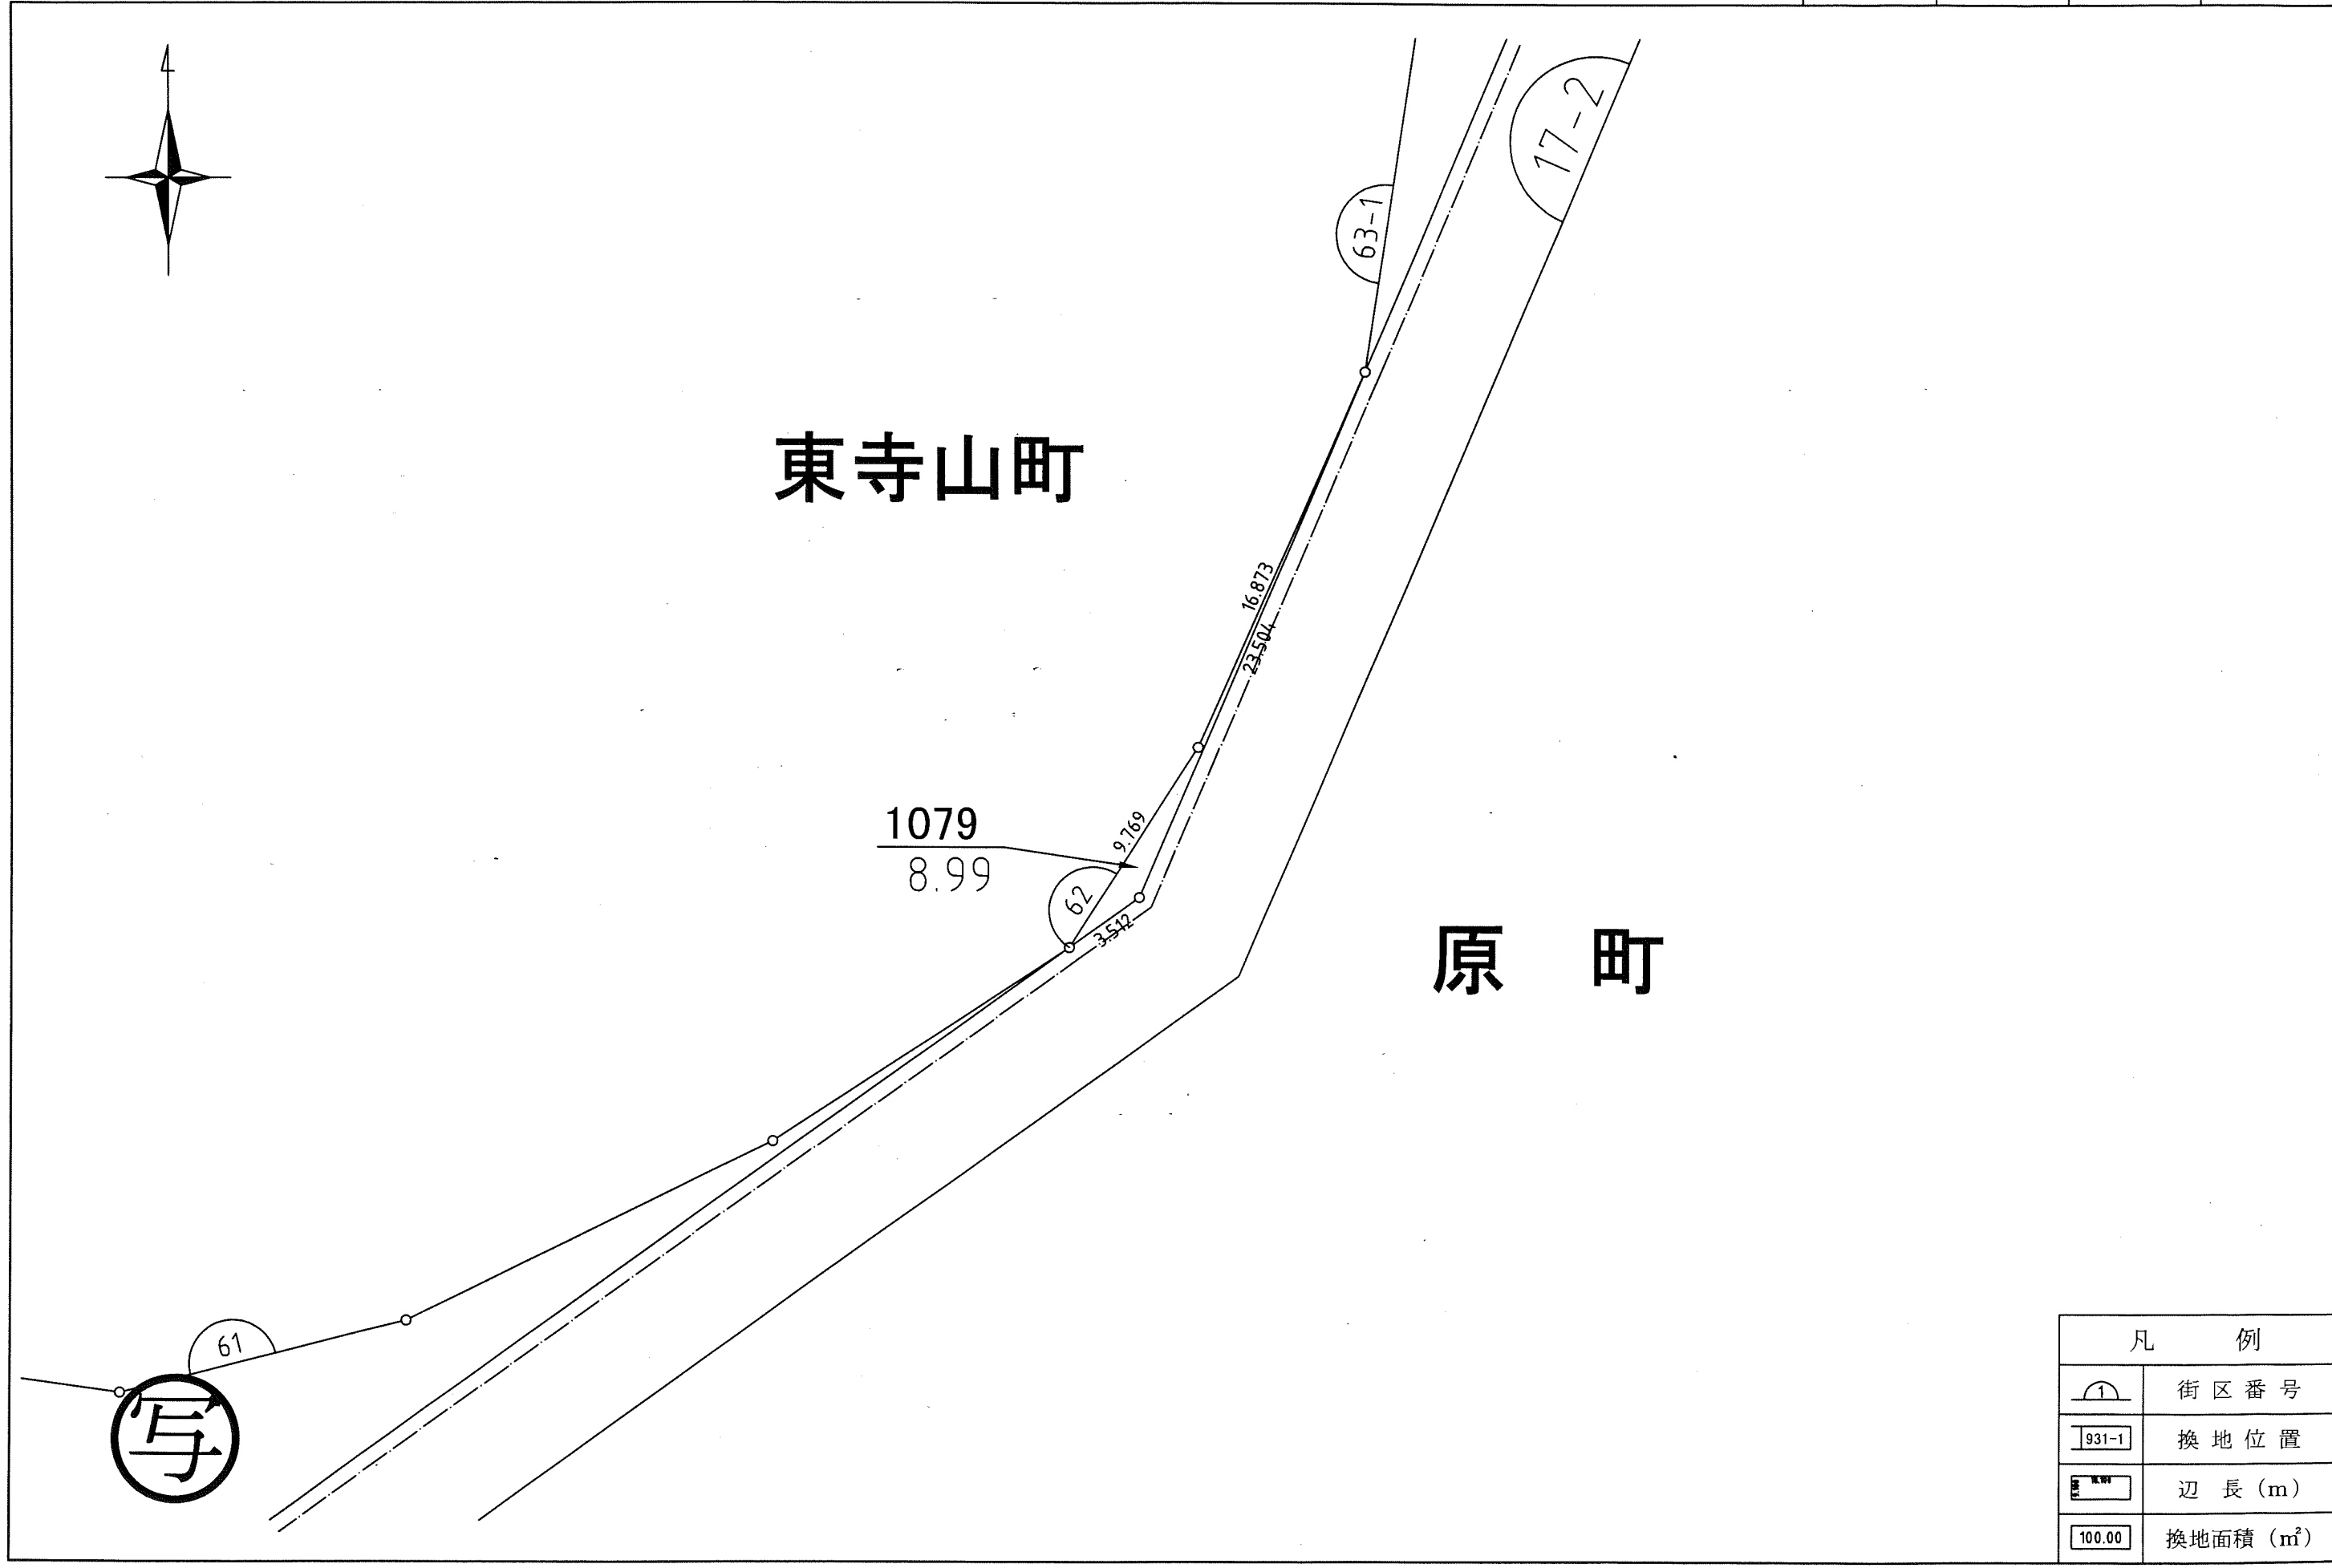 17-2
63-1
東寺山町
16.873
23.504
1079
8.99
9.769
62
3.512
原 町
61
写
凡 例
1 街区番号
931-1 換地位置
辺 長 (m)
100.00 換地面積 (㎡)